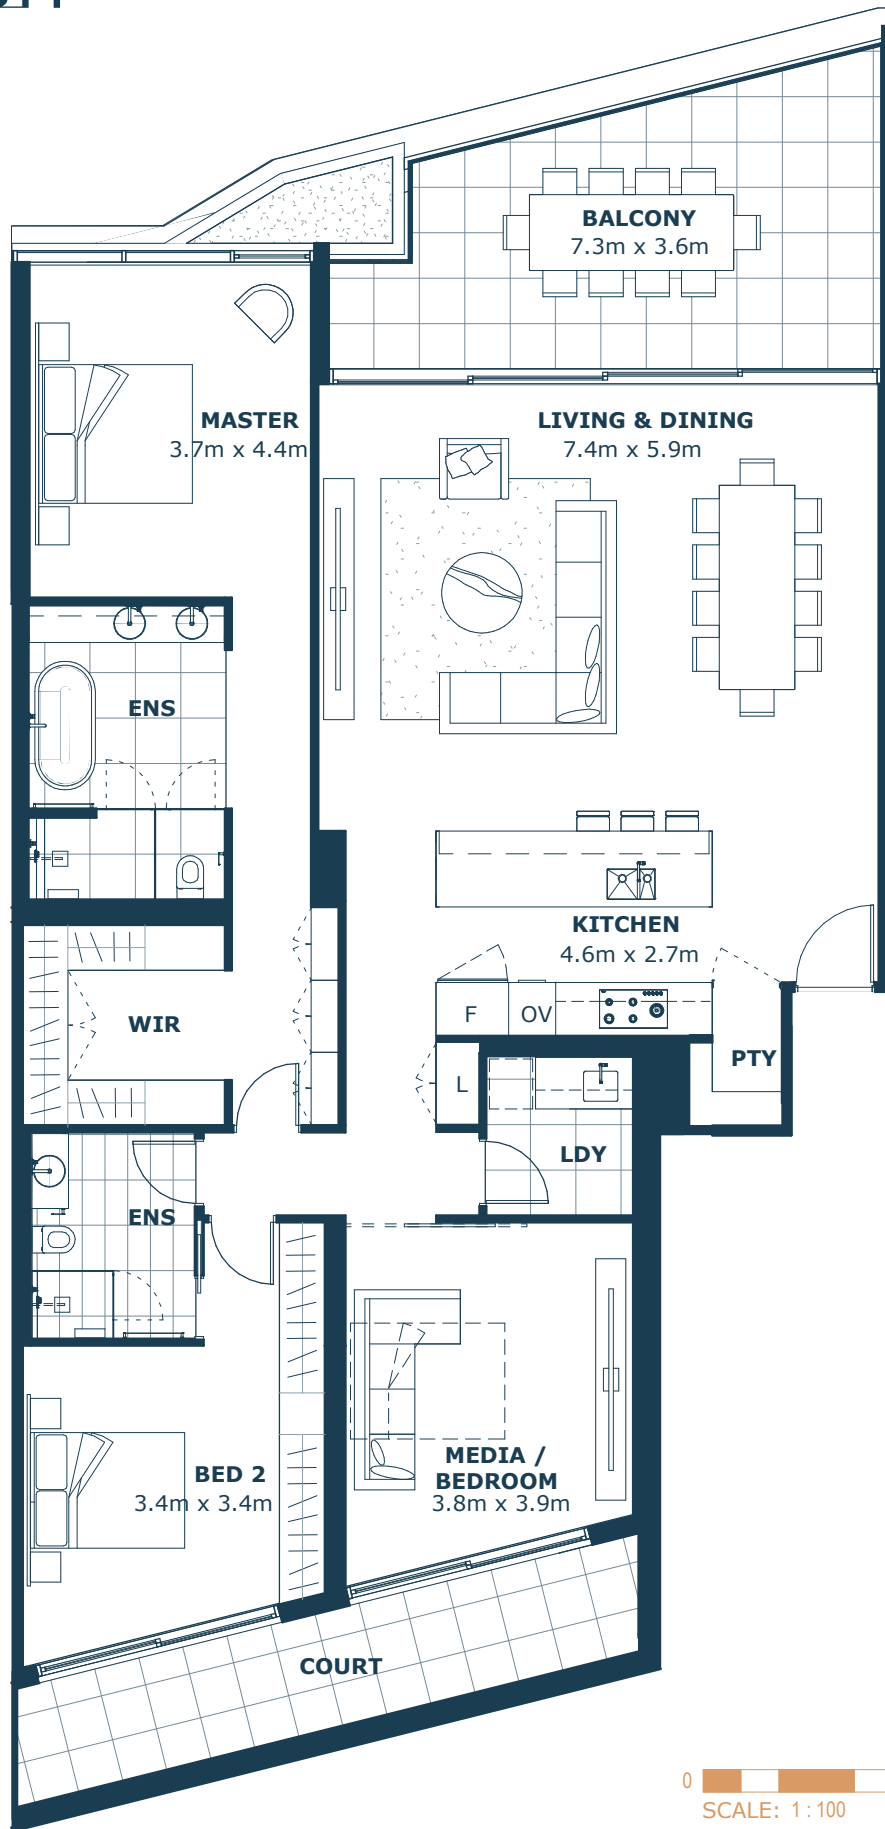 BALCONY
7.3m x 3.6m
MASTER
3.7m x 4.4m
LIVING & DINING
7.4m x 5.9m
ENS
KITCHEN
4.6m x 2.7m
F
OV
WIR
PTY
L
LDY
ENS
BED 2
3.4m x 3.4m
MEDIA /
BEDROOM
3.8m x 3.9m
COURT
0
SCALE: 1 : 100